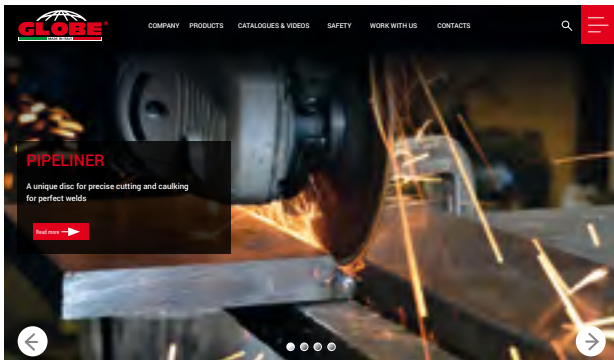 GLOBE®
MADE IN ITALY
COMPANY PRODUCTS CATALOGUES & VIDEOS SAFETY WORK WITH US CONTACTS
PIPELINER
A unique disc for precise cutting and caulking
for perfect welds
Read more